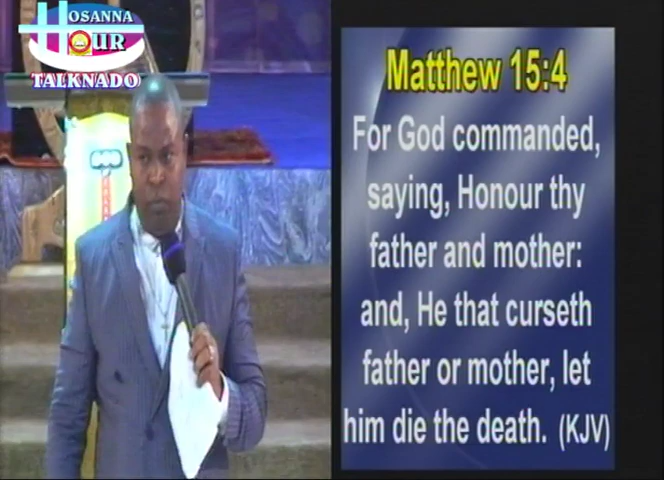 HOSANNA
HOUR
TALKNADO
Matthew 15:4
For God commanded,
saying, Honour thy
father and mother:
and, He that curseth
father or mother, let
him die the death. (KJV)